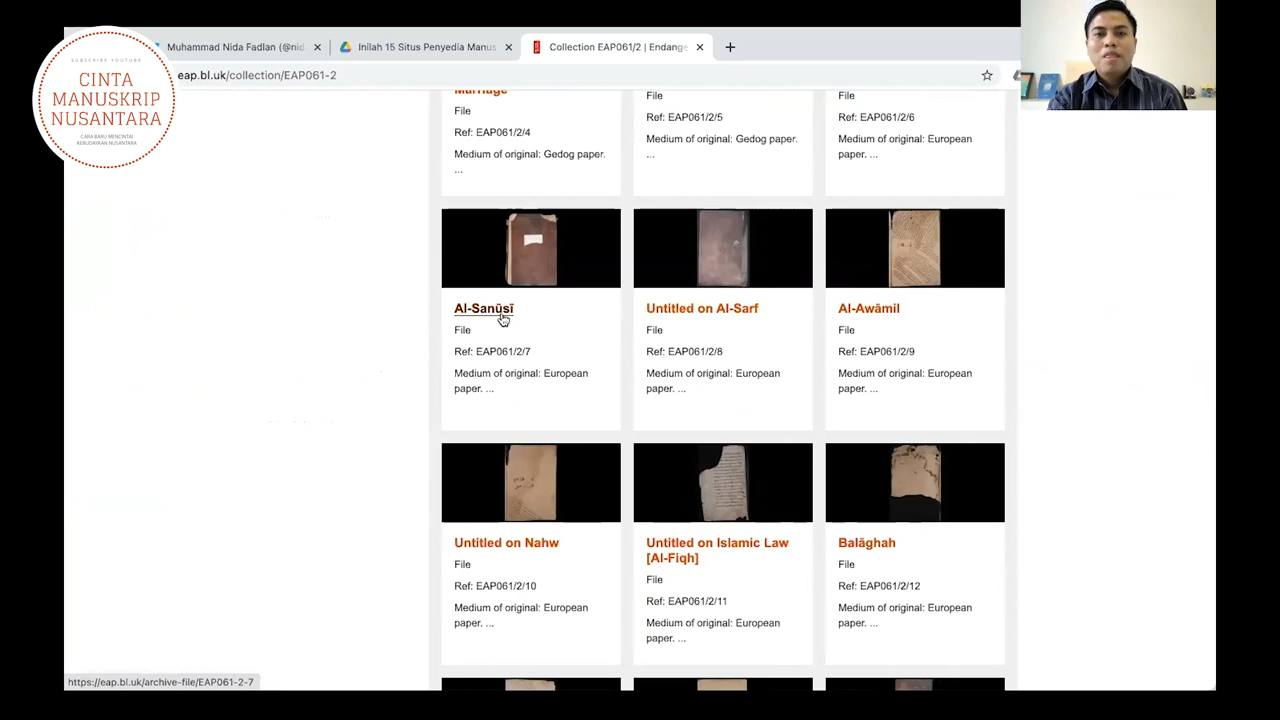 SUBSCRIBE YOUTUBE
CINTA
MANUSKRIP
NUSANTARA
CARA BARU MENCINTAI
KEBUDAYAAN NUSANTARA
Muhammad Nida Fadlan (@nid
Inilah 15 Situs Penyedia Manus
Collection EAP061/2 | Endange
eap.bl.uk/collection/EAP061-2
Marriage
File
Ref: EAP061/2/4
Medium of original: Gedog paper.
...
File
Ref: EAP061/2/5
Medium of original: Gedog paper.
...
File
Ref: EAP061/2/6
Medium of original: European
paper. ...
Al-Sanūsī
File
Ref: EAP061/2/7
Medium of original: European
paper. ...
Untitled on Al-Sarf
File
Ref: EAP061/2/8
Medium of original: European
paper. ...
Al-Awāmil
File
Ref: EAP061/2/9
Medium of original: European
paper. ...
Untitled on Nahw
File
Ref: EAP061/2/10
Medium of original: European
paper. ...
Untitled on Islamic Law
[Al-Fiqh]
File
Ref: EAP061/2/11
Medium of original: European
paper. ...
Balāghah
File
Ref: EAP061/2/12
Medium of original: European
paper. ...
https://eap.bl.uk/archive-file/EAP061-2-7